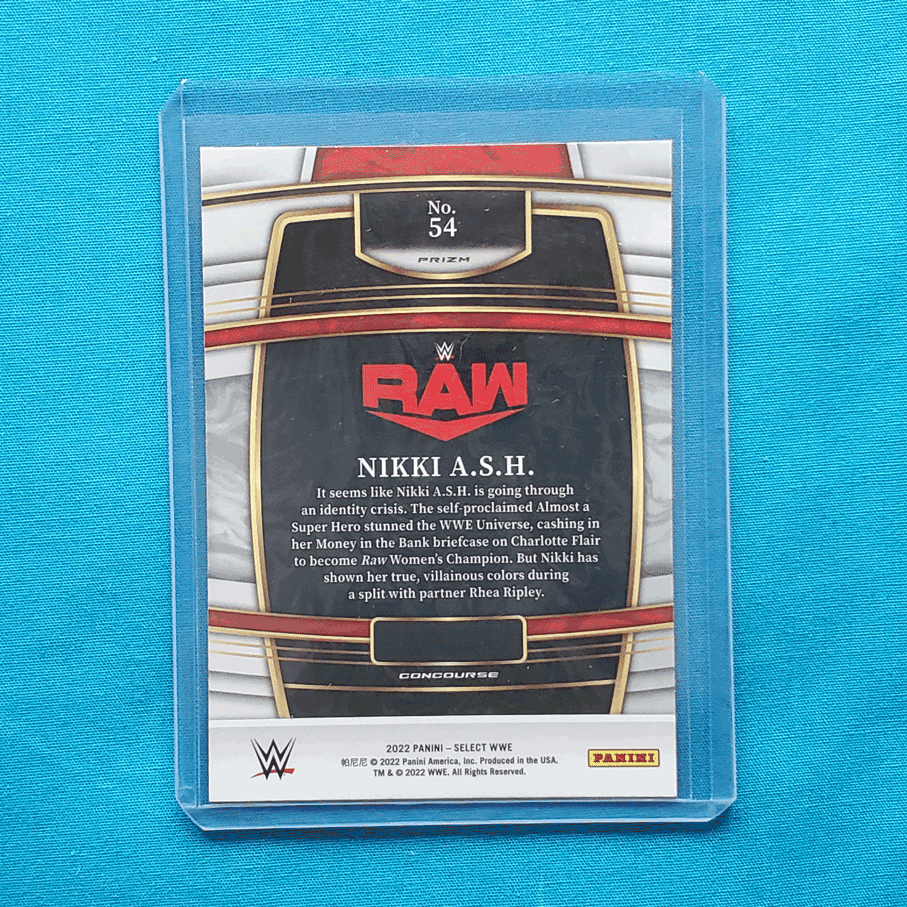 No.
54
PRIZM
W
RAW
NIKKI A.S.H.
It seems like Nikki A.S.H. is going through
an identity crisis. The self-proclaimed Almost a
Super Hero stunned the WWE Universe, cashing in
her Money in the Bank briefcase on Charlotte Flair
to become Raw Women's Champion. But Nikki has
shown her true, villainous colors during
a split with partner Rhea Ripley.
CONCOURSE
W
2022 PANINI – SELECT WWE
帕尼尼 © 2022 Panini America, Inc. Produced in the USA.
TM & © 2022 WWE. All Rights Reserved.
PANINI